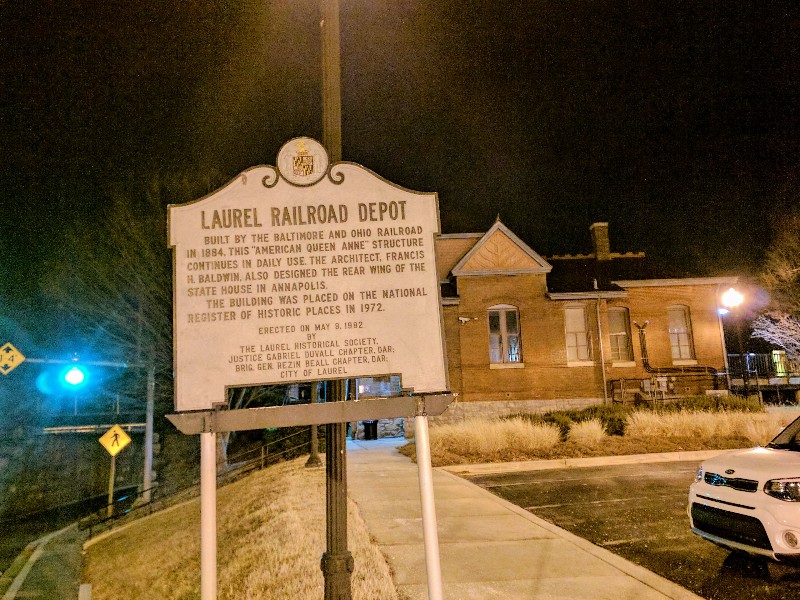 LAUREL RAILROAD DEPOT
BUILT BY THE BALTIMORE AND OHIO RAILROAD
IN 1884, THIS "AMERICAN QUEEN ANNE" STRUCTURE
CONTINUES IN DAILY USE. THE ARCHITECT, FRANCIS
H. BALDWIN, ALSO DESIGNED THE REAR WING OF THE
STATE HOUSE IN ANNAPOLIS.
THE BUILDING WAS PLACED ON THE NATIONAL
REGISTER OF HISTORIC PLACES IN 1972.
ERECTED ON MAY 9, 1982
BY
THE LAUREL HISTORICAL SOCIETY,
JUSTICE GABRIEL DUVALL CHAPTER, DAR;
BRIG. GEN. REZIN BEALL CHAPTER, DAR;
CITY OF LAUREL
KIA